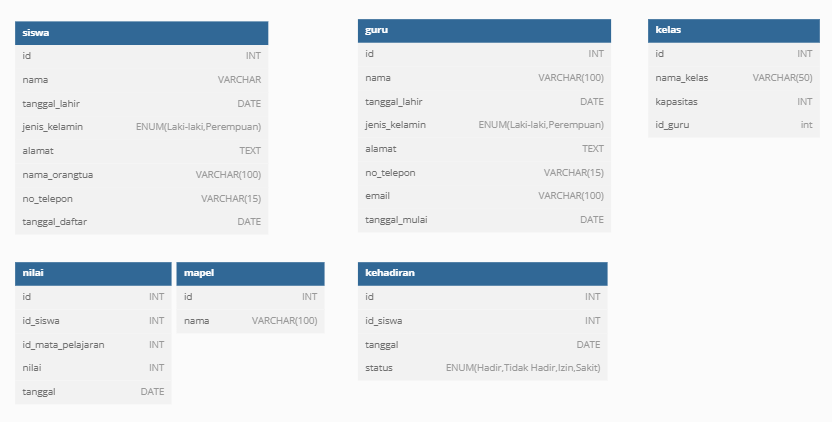 siswa
id INT
nama VARCHAR
tanggal_lahir DATE
jenis_kelamin ENUM(Laki-laki,Perempuan)
alamat TEXT
nama_orangtua VARCHAR(100)
no_telepon VARCHAR(15)
tanggal_daftar DATE
guru
id INT
nama VARCHAR(100)
tanggal_lahir DATE
jenis_kelamin ENUM(Laki-laki,Perempuan)
alamat TEXT
no_telepon VARCHAR(15)
email VARCHAR(100)
tanggal_mulai DATE
kelas
id INT
nama_kelas VARCHAR(50)
kapasitas INT
id_guru int
nilai
id INT
id_siswa INT
id_mata_pelajaran INT
nilai INT
tanggal DATE
mapel
id INT
nama VARCHAR(100)
kehadiran
id INT
id_siswa INT
tanggal DATE
status ENUM(Hadir,Tidak Hadir,Izin,Sakit)